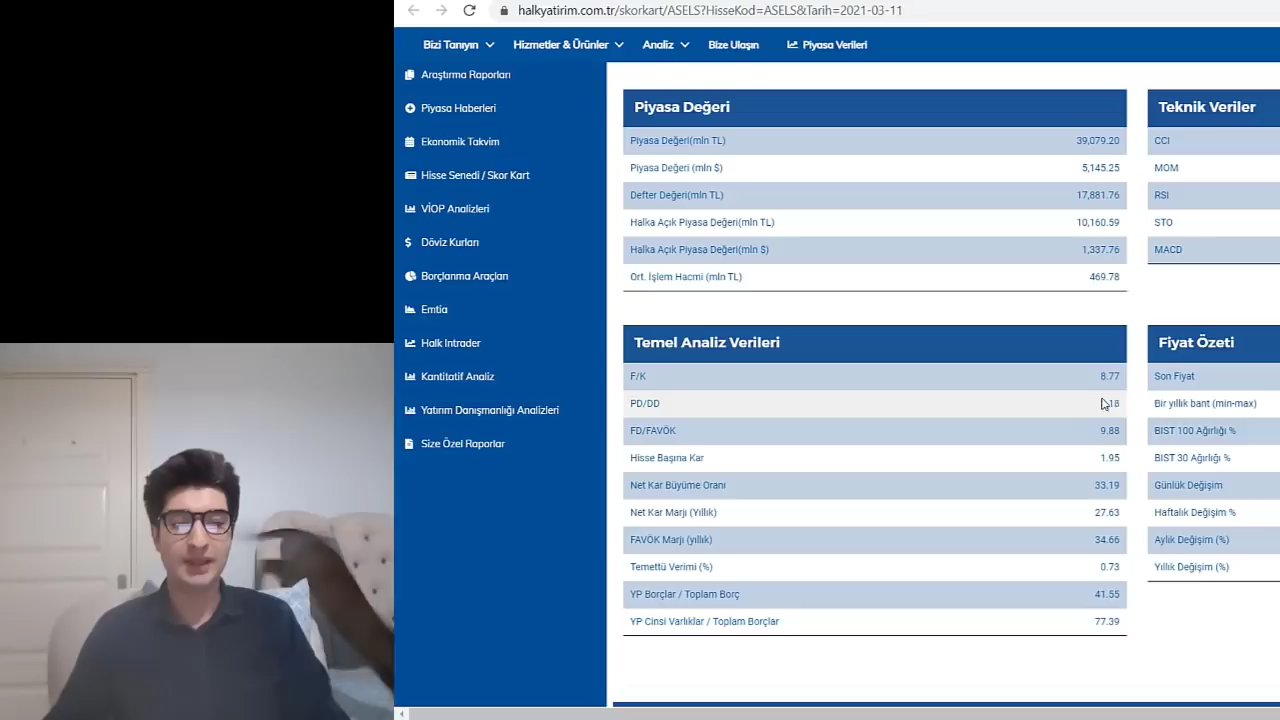 halkyatirim.com.tr/skorkart/ASELS?HisseKod=ASELS&Tarih=2021-03-11
Bizi Tanıyın Hizmetler & Ürünler Analiz Bize Ulaşın Piyasa Verileri
Araştırma Raporları
Piyasa Haberleri
Ekonomik Takvim
Hisse Senedi / Skor Kart
VİOP Analizleri
Döviz Kurları
Borçlanma Araçları
Emtia
Halk Intrader
Kantitatif Analiz
Yatırım Danışmanlığı Analizleri
Size Özel Raporlar
Piyasa Değeri
Piyasa Değeri(mln TL) 39,079.20
Piyasa Değeri (mln $) 5,145.25
Defter Değeri(mln TL) 17,881.76
Halka Açık Piyasa Değeri(mln TL) 10,160.59
Halka Açık Piyasa Değeri(mln $) 1,337.76
Ort. İşlem Hacmi (mln TL) 469.78
Teknik Veriler
CCI
MOM
RSI
STO
MACD
Temel Analiz Verileri
F/K 8.77
PD/DD
FD/FAVÖK 9.88
Hisse Başına Kar 1.95
Net Kar Büyüme Oranı 33.19
Net Kar Marjı (Yıllık) 27.63
FAVÖK Marjı (yıllık) 34.66
Temettü Verimi (%) 0.73
YP Borçlar / Toplam Borç 41.55
YP Cinsi Varlıklar / Toplam Borçlar 77.39
Fiyat Özeti
Son Fiyat
Bir yıllık bant (min-max)
BIST 100 Ağırlığı %
BIST 30 Ağırlığı %
Günlük Değişim
Haftalık Değişim %
Aylık Değişim (%)
Yıllık Değişim (%)